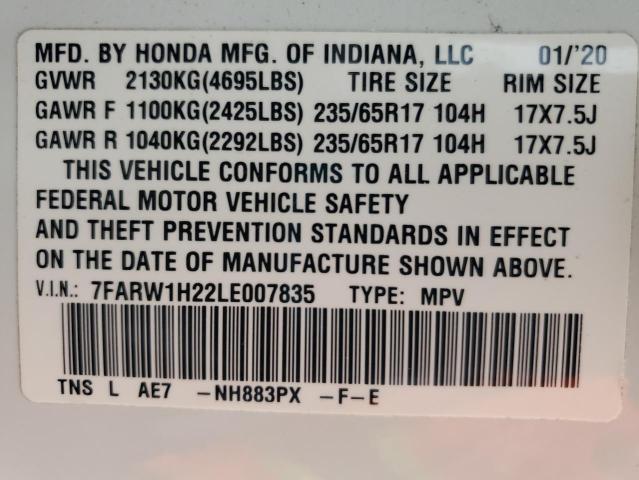 MFD. BY HONDA MFG. OF INDIANA, LLC 01/'20
GVWR 2130KG(4695LBS) TIRE SIZE RIM SIZE
GAWR F 1100KG(2425LBS) 235/65R17 104H 17X7.5J
GAWR R 1040KG(2292LBS) 235/65R17 104H 17X7.5J
THIS VEHICLE CONFORMS TO ALL APPLICABLE
FEDERAL MOTOR VEHICLE SAFETY
AND THEFT PREVENTION STANDARDS IN EFFECT
ON THE DATE OF MANUFACTURE SHOWN ABOVE.
V.I.N.: 7FARW1H22LE007835 TYPE: MPV
TNS L AE7 -NH883PX -F-E